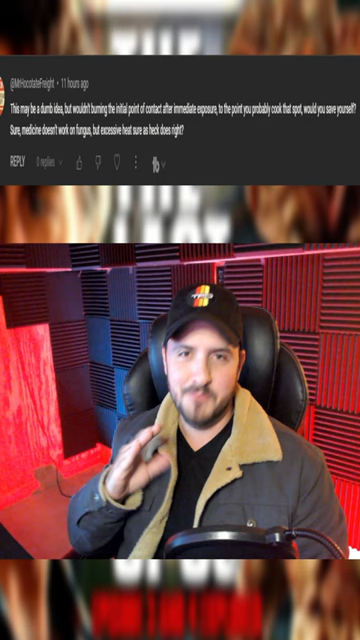 @MrHocotateFreight • 11 hours ago
This may be a dumb idea, but wouldn't burning the initial point of contact after immediate exposure, to the point you probably cook that spot, would you save yourself?
Sure, medicine doesn't work on fungus, but excessive heat sure as heck does right?
REPLY 0 replies